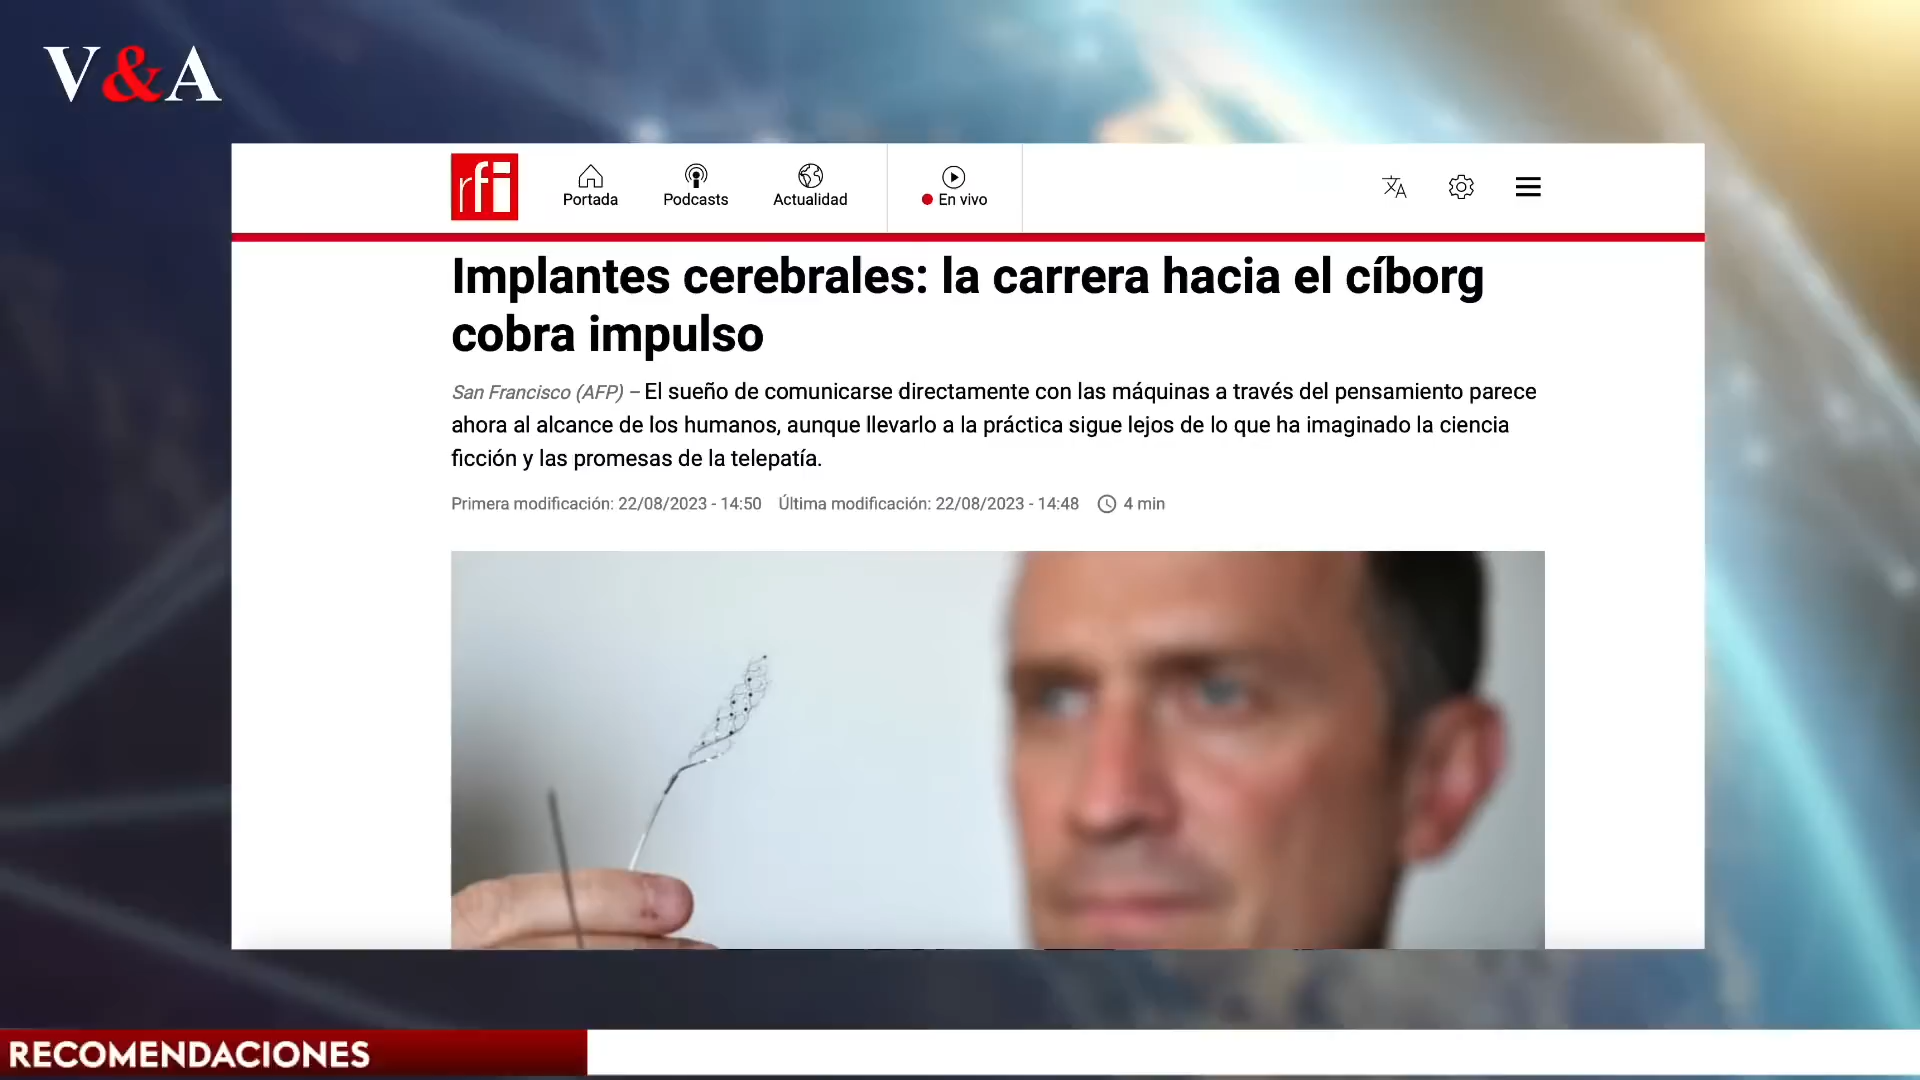 V&A
rfi
Portada
Podcasts
Actualidad
En vivo
Implantes cerebrales: la carrera hacia el cíborg
cobra impulso
San Francisco (AFP) – El sueño de comunicarse directamente con las máquinas a través del pensamiento parece
ahora al alcance de los humanos, aunque llevarlo a la práctica sigue lejos de lo que ha imaginado la ciencia
ficción y las promesas de la telepatía.
Primera modificación: 22/08/2023 - 14:50 Última modificación: 22/08/2023 - 14:48 4 min
RECOMENDACIONES